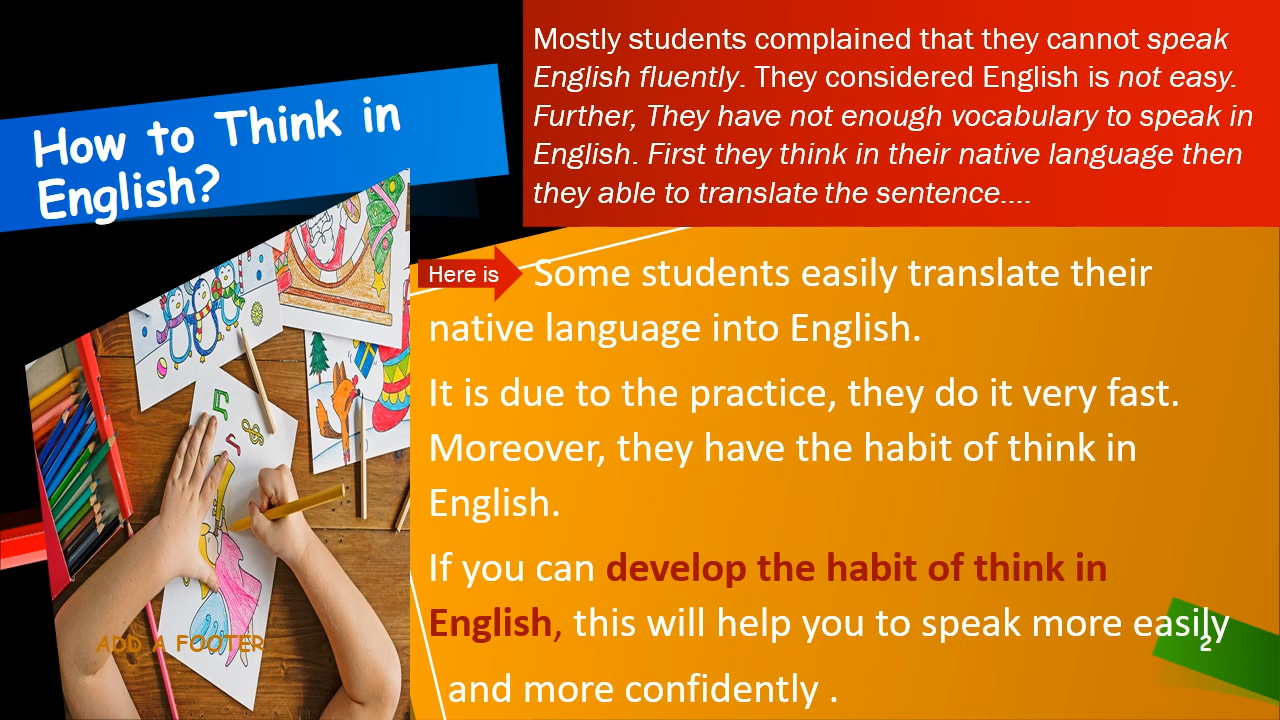 How to Think in
English?
Mostly students complained that they cannot speak
English fluently. They considered English is not easy.
Further, They have not enough vocabulary to speak in
English. First they think in their native language then
they able to translate the sentence....
Here is
Some students easily translate their
native language into English.
It is due to the practice, they do it very fast.
Moreover, they have the habit of think in
English.
If you can develop the habit of think in
English, this will help you to speak more easily
and more confidently .
ADD A FOOTER
2